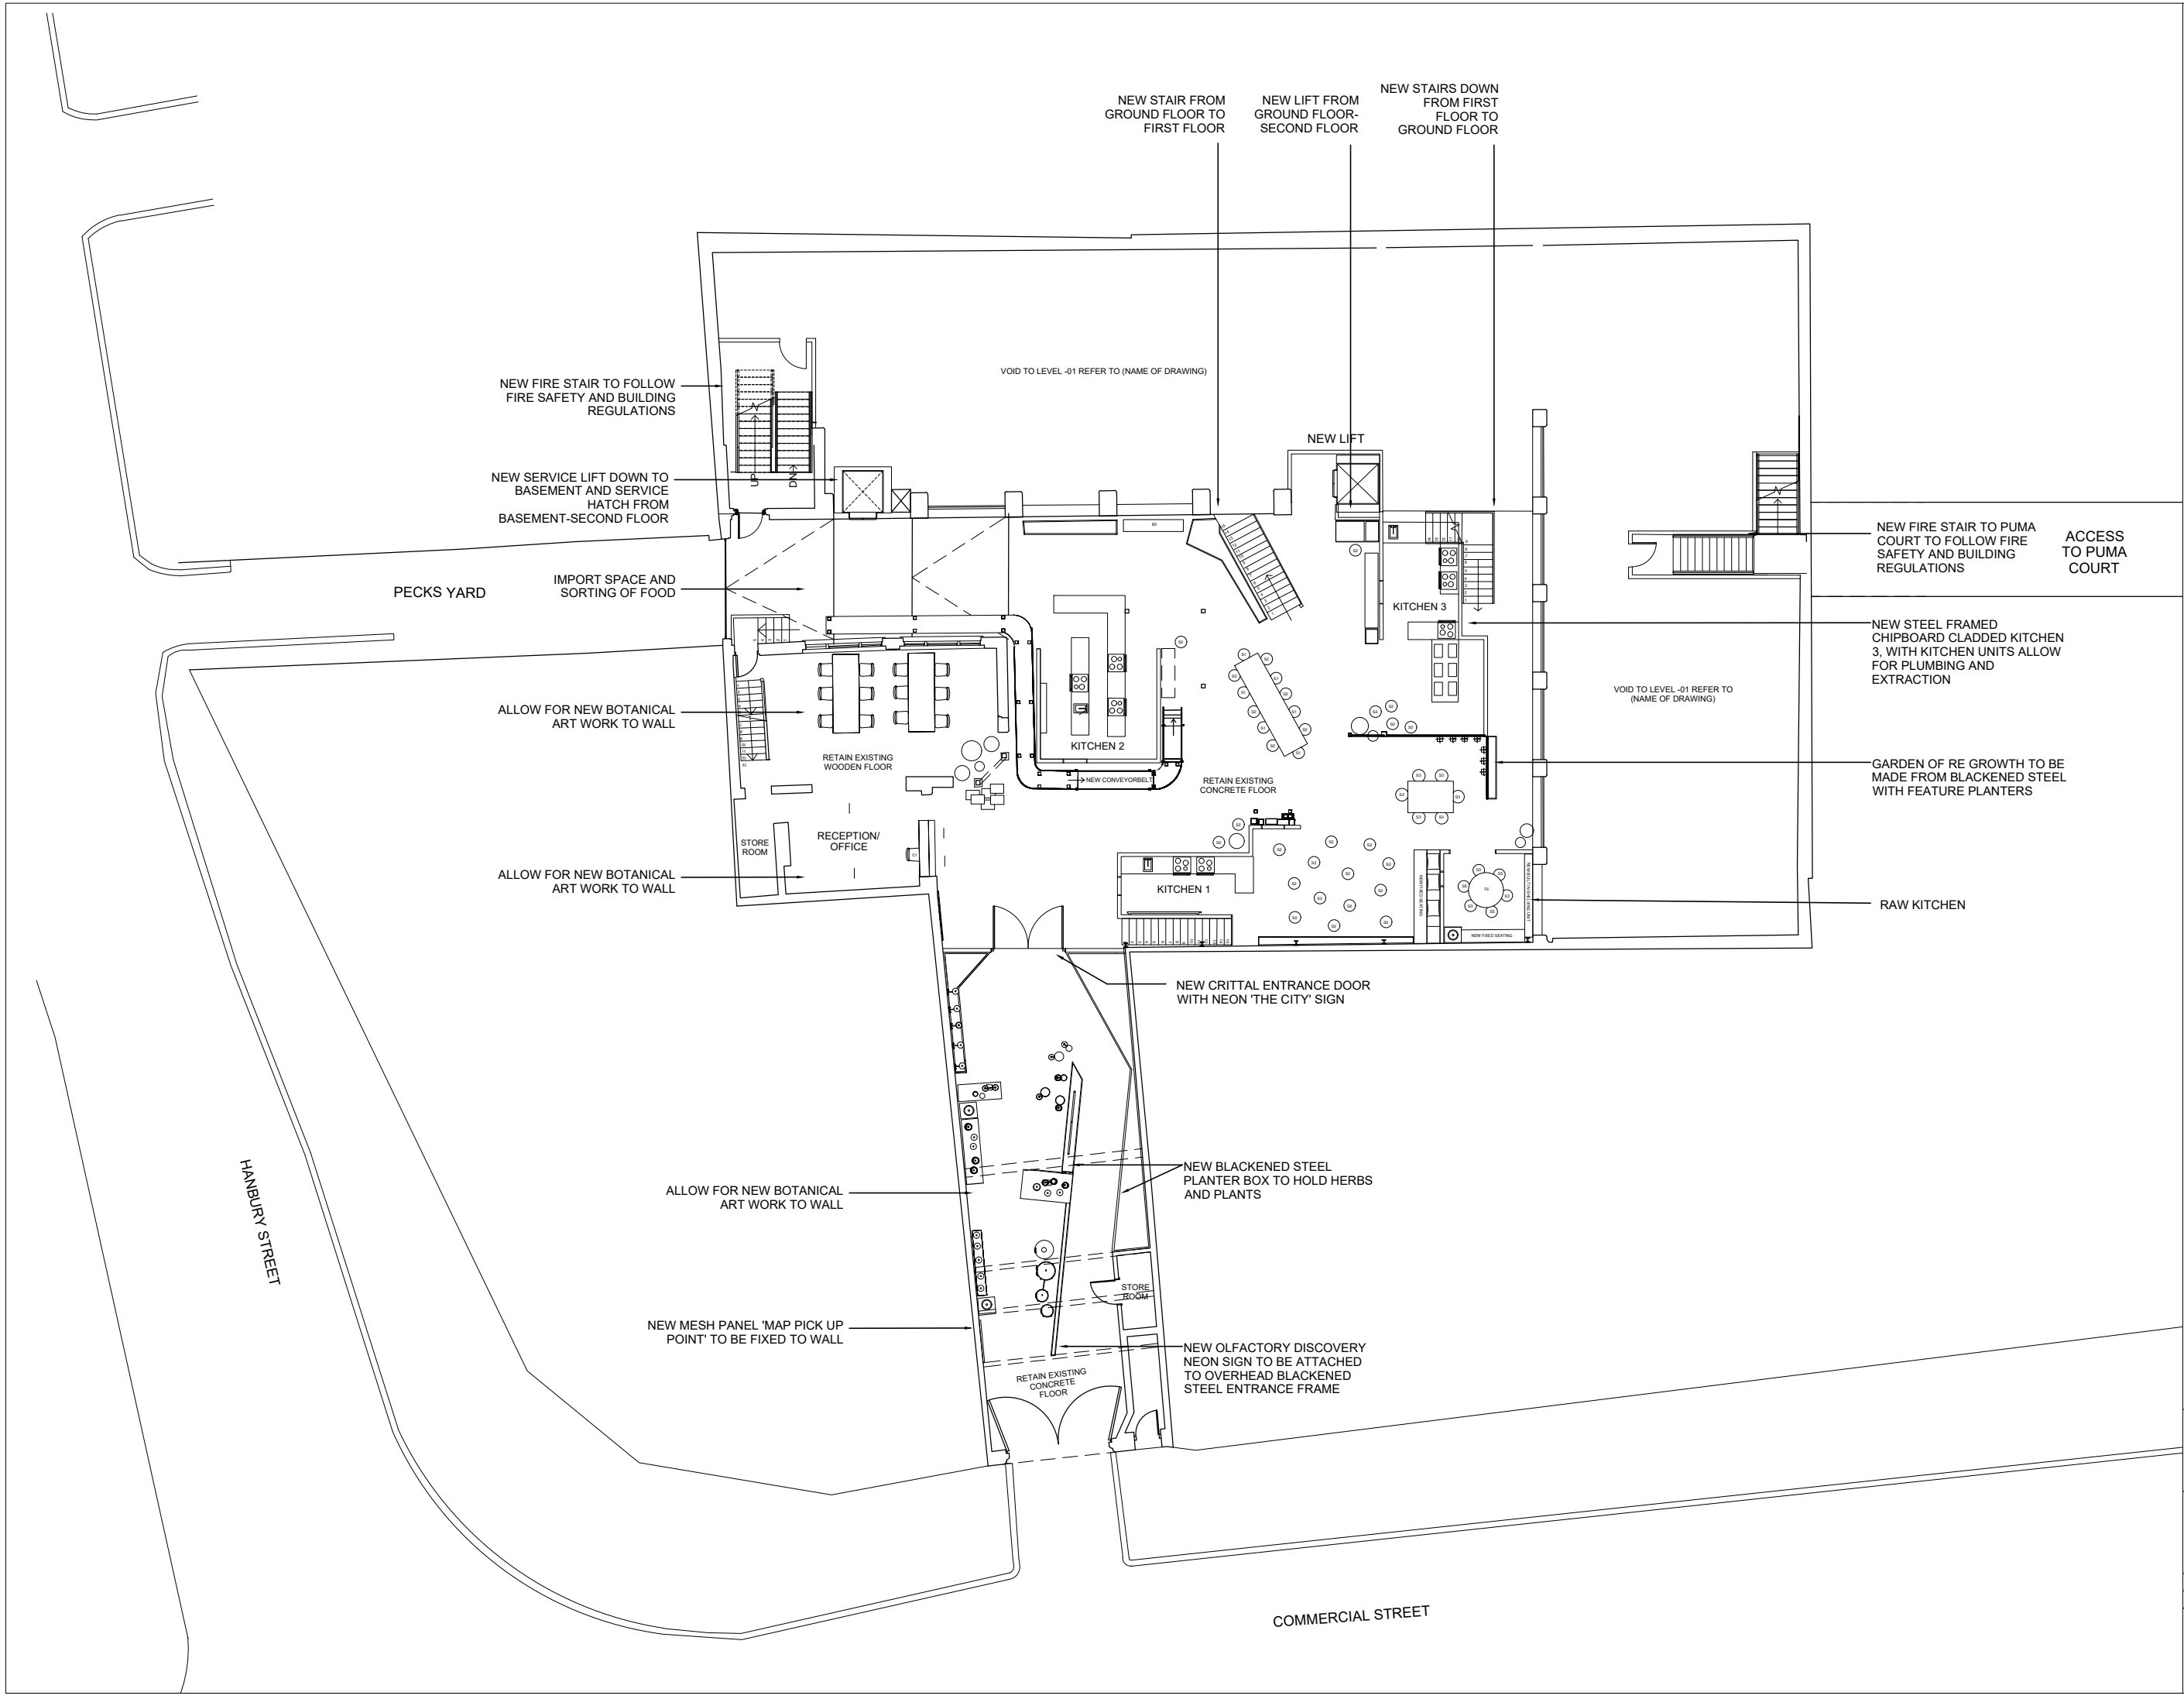 NEW STAIR FROM
GROUND FLOOR TO
FIRST FLOOR
NEW LIFT FROM
GROUND FLOOR-
SECOND FLOOR
NEW STAIRS DOWN
FROM FIRST
FLOOR TO
GROUND FLOOR
VOID TO LEVEL -01 REFER TO (NAME OF DRAWING)
NEW FIRE STAIR TO FOLLOW
FIRE SAFETY AND BUILDING
REGULATIONS
NEW LIFT
UP
DN
NEW SERVICE LIFT DOWN TO
BASEMENT AND SERVICE
HATCH FROM
BASEMENT-SECOND FLOOR
NEW FIRE STAIR TO PUMA
COURT TO FOLLOW FIRE
SAFETY AND BUILDING
REGULATIONS
ACCESS
TO PUMA
COURT
PECKS YARD
IMPORT SPACE AND
SORTING OF FOOD
KITCHEN 3
NEW STEEL FRAMED
CHIPBOARD CLADDED KITCHEN
3, WITH KITCHEN UNITS ALLOW
FOR PLUMBING AND
EXTRACTION
VOID TO LEVEL -01 REFER TO
(NAME OF DRAWING)
ALLOW FOR NEW BOTANICAL
ART WORK TO WALL
KITCHEN 2
RETAIN EXISTING
WOODEN FLOOR
NEW CONVEYORBELT
RETAIN EXISTING
CONCRETE FLOOR
GARDEN OF RE GROWTH TO BE
MADE FROM BLACKENED STEEL
WITH FEATURE PLANTERS
STORE
ROOM
RECEPTION/
OFFICE
ALLOW FOR NEW BOTANICAL
ART WORK TO WALL
KITCHEN 1
NEW FIXED SEATING
NEW FIXED SEATING
RAW KITCHEN
NEW CRITTAL ENTRANCE DOOR
WITH NEON 'THE CITY' SIGN
HANBURY STREET
ALLOW FOR NEW BOTANICAL
ART WORK TO WALL
NEW BLACKENED STEEL
PLANTER BOX TO HOLD HERBS
AND PLANTS
STORE
ROOM
NEW MESH PANEL 'MAP PICK UP
POINT' TO BE FIXED TO WALL
NEW OLFACTORY DISCOVERY
NEON SIGN TO BE ATTACHED
TO OVERHEAD BLACKENED
STEEL ENTRANCE FRAME
RETAIN EXISTING
CONCRETE
FLOOR
COMMERCIAL STREET